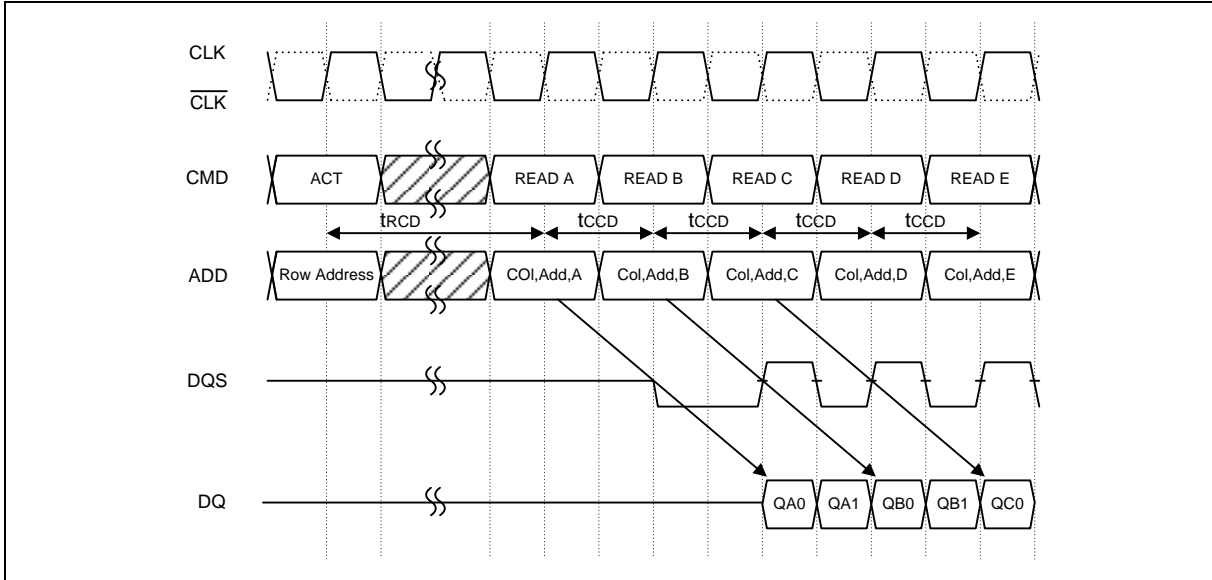 CLK
CLK
CMD ACT READ A READ B READ C READ D READ E
tRCD tCCD tCCD tCCD tCCD
ADD Row Address COl,Add,A Col,Add,B Col,Add,C Col,Add,D Col,Add,E
DQS
DQ QA0 QA1 QB0 QB1 QC0